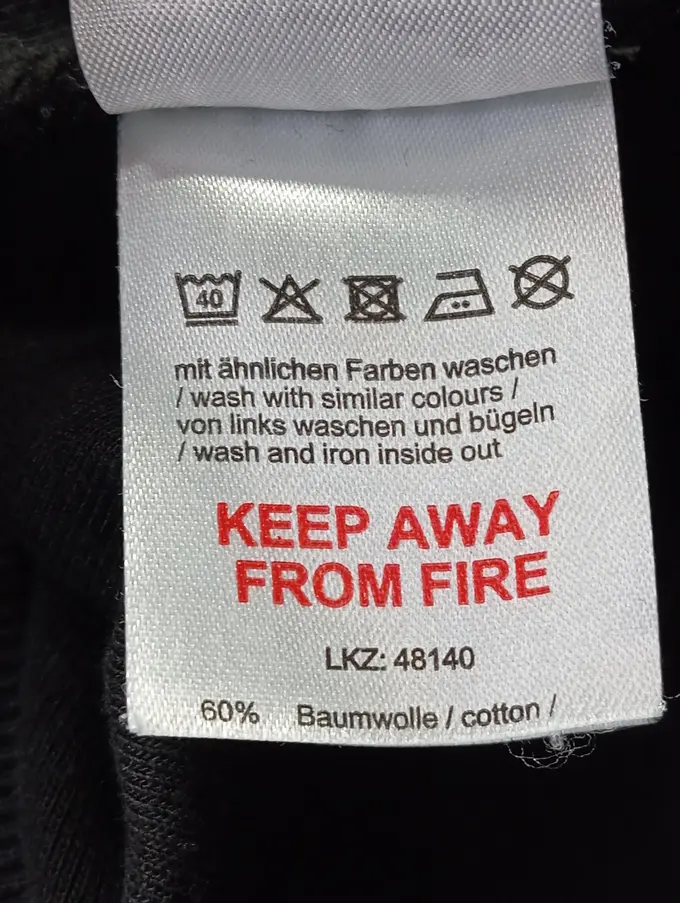 40
mit ähnlichen Farben waschen
/ wash with similar colours /
von links waschen und bügeln
/ wash and iron inside out
KEEP AWAY
FROM FIRE
LKZ: 48140
60% Baumwolle / cotton /